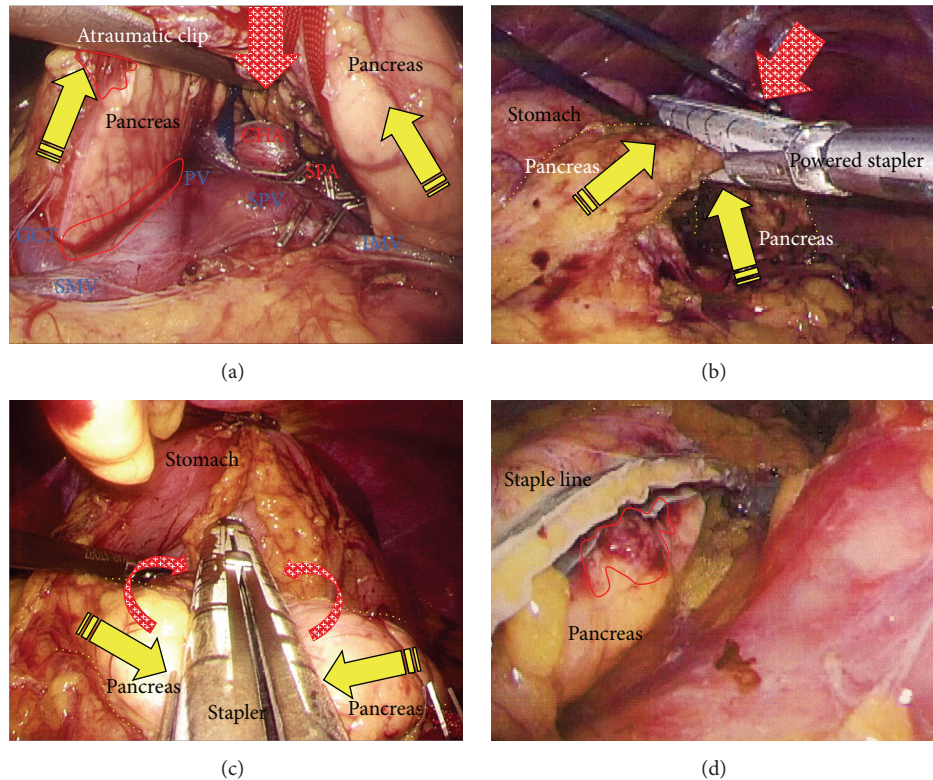 Atraumatic clip
Pancreas
Pancreas
CHA
SPA
PV
SPV
GCT
IMV
SMV
(a)
Stomach
Pancreas
Powered stapler
Pancreas
(b)
Stomach
Pancreas
Pancreas
Stapler
(c)
Staple line
Pancreas
(d)